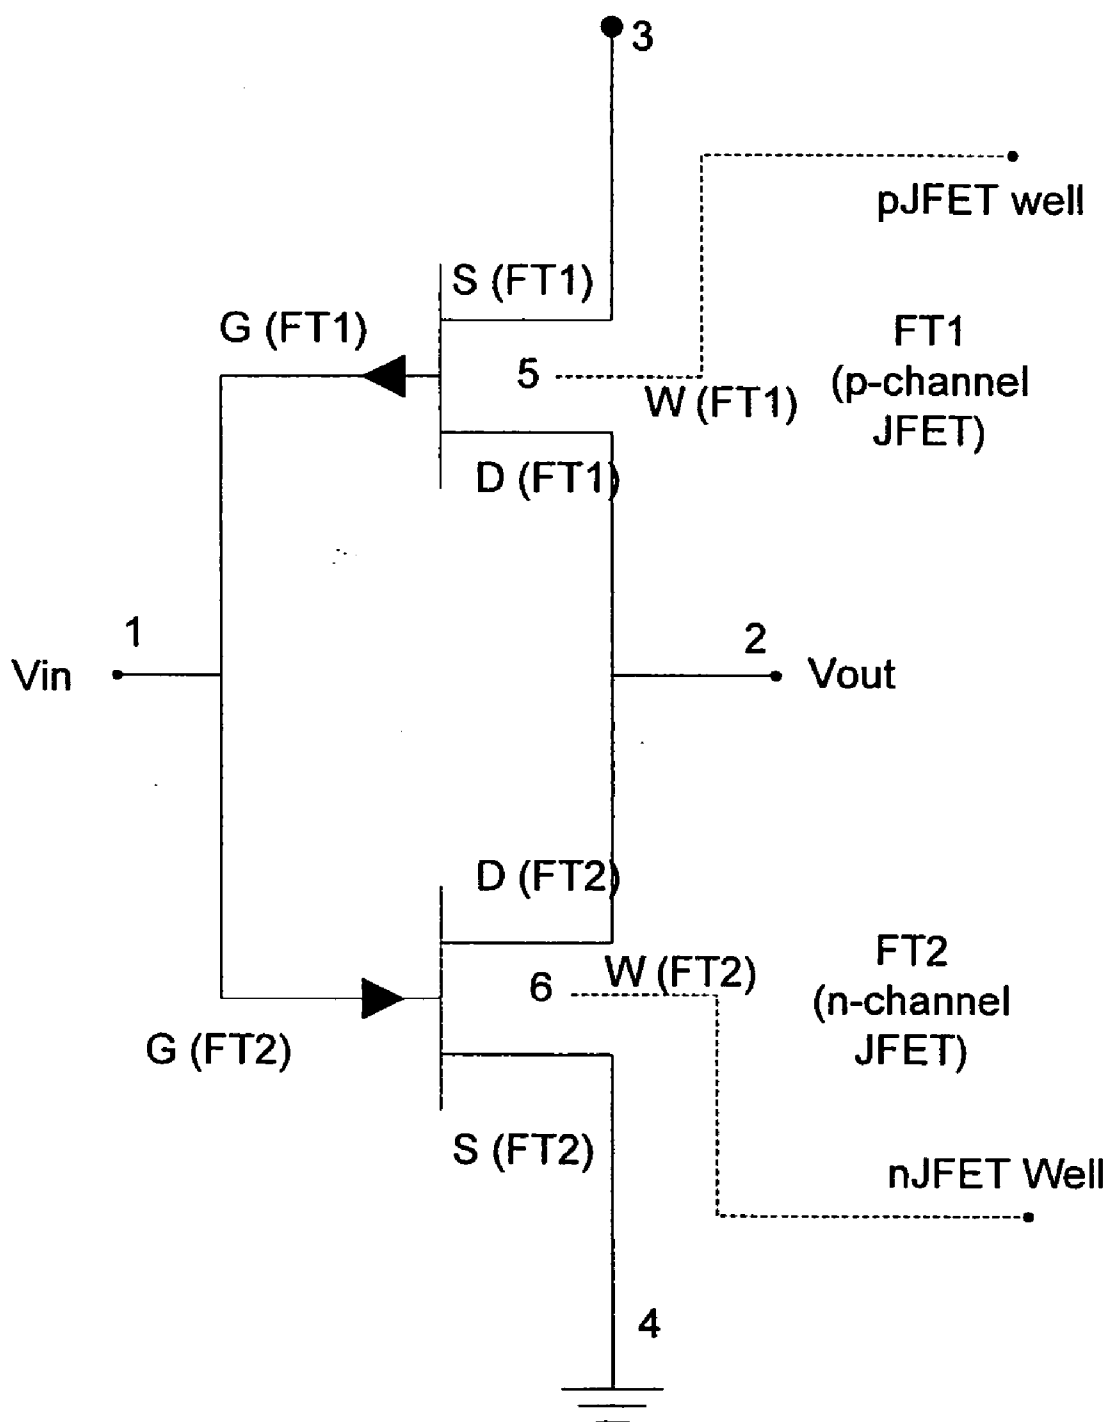 3
pJFET well
S (FT1)
G (FT1)
FT1
(p-channel
JFET)
5
W (FT1)
D (FT1)
1
2
Vin
Vout
D (FT2)
FT2
(n-channel
JFET)
W (FT2)
6
G (FT2)
S (FT2)
nJFET Well
4